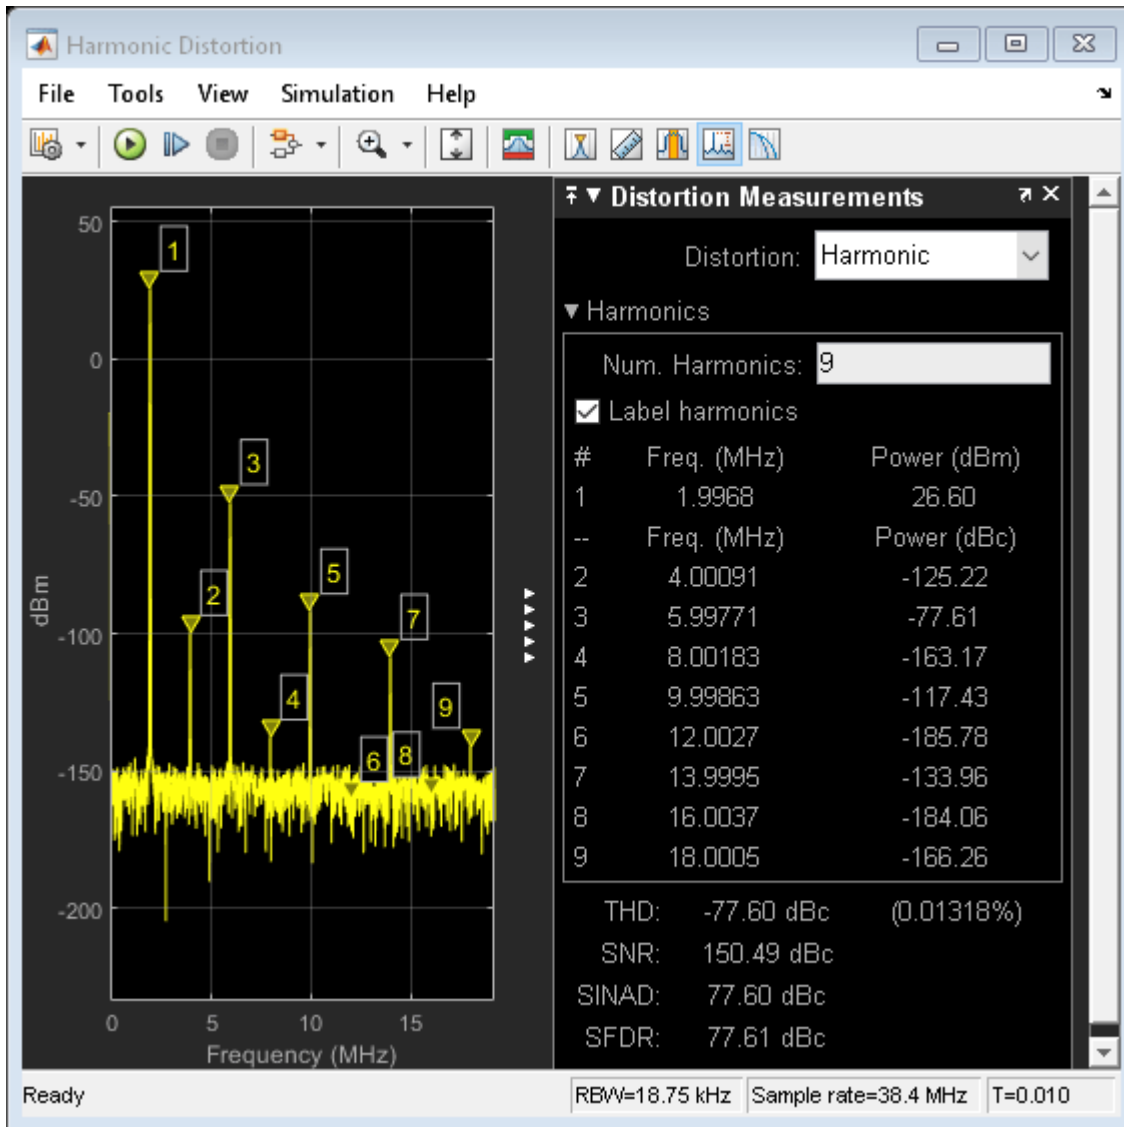 Harmonic Distortion
File Tools View Simulation Help
50
0
-50
-100
-150
-200
dBm
0 5 10 15
Frequency (MHz)
1
2
3
4
5
6
7
8
9
Distortion Measurements
Distortion: Harmonic
Harmonics
Num. Harmonics: 9
Label harmonics
# Freq. (MHz) Power (dBm)
1 1.9968 26.60
-- Freq. (MHz) Power (dBc)
2 4.00091 -125.22
3 5.99771 -77.61
4 8.00183 -163.17
5 9.99863 -117.43
6 12.0027 -185.78
7 13.9995 -133.96
8 16.0037 -184.06
9 18.0005 -166.26
THD: -77.60 dBc (0.01318%)
SNR: 150.49 dBc
SINAD: 77.60 dBc
SFDR: 77.61 dBc
Ready RBW=18.75 kHz Sample rate=38.4 MHz T=0.010